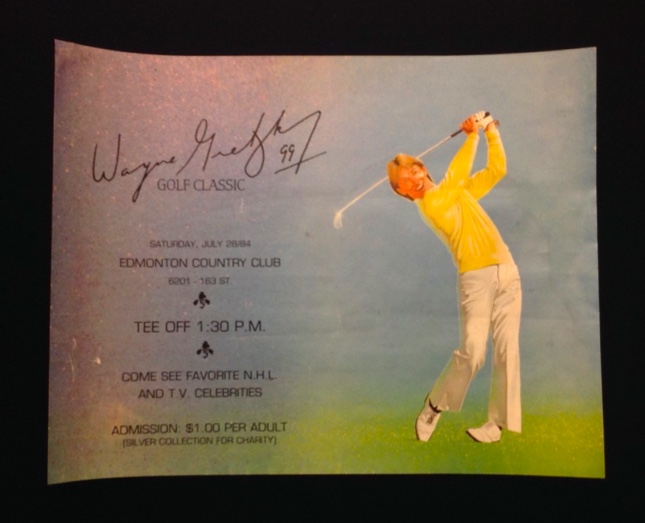 Wayne Gretzky 99
GOLF CLASSIC
SATURDAY, JULY 28/84
EDMONTON COUNTRY CLUB
6201 - 163 ST.
TEE OFF 1:30 P.M.
COME SEE FAVORITE N.H.L.
AND T.V. CELEBRITIES
ADMISSION: $1.00 PER ADULT
(SILVER COLLECTION FOR CHARITY)